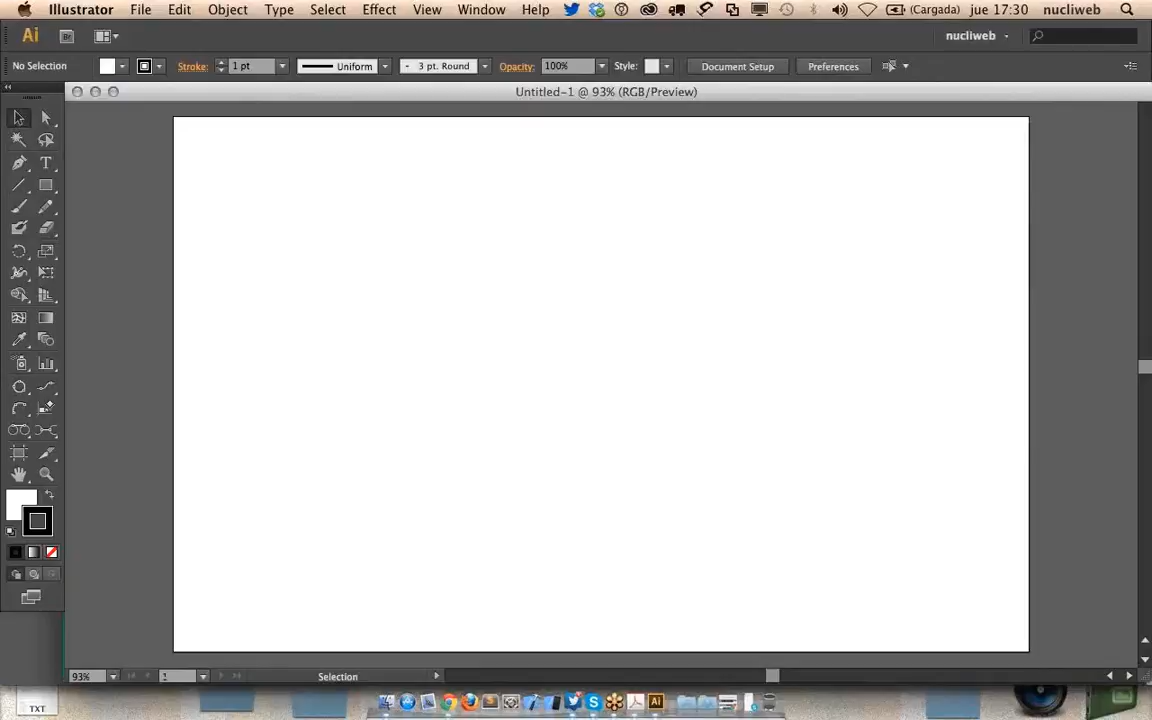 Illustrator File Edit Object Type Select Effect View Window Help (Cargada) jue 17:30 nucliweb
Ai Br nucliweb
No Selection Stroke: 1 pt Uniform 3 pt. Round Opacity: 100% Style: Document Setup Preferences
Untitled-1 @ 93% (RGB/Preview)
T
93% 1 Selection
Ai
TXT